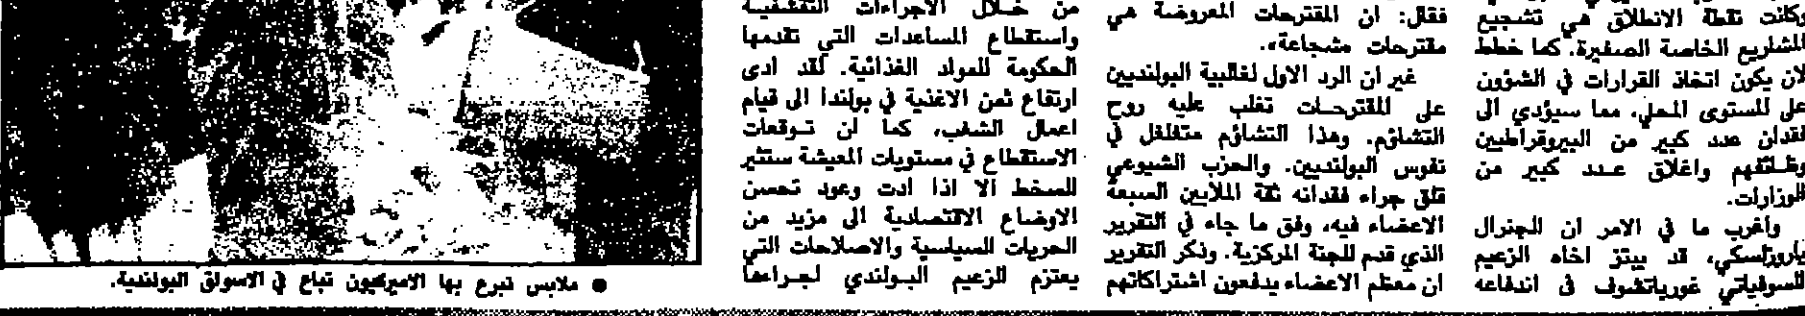 وكانت نقطة الانطلاق هي تشجيع
المشاريع الخاصة الصغيرة. كما خطط
لان يكون اتخاذ القرارات في الشؤون
على المستوى المحلي، مما سيؤدي الى
فقدان عدد كبير من البيروقراطيين
وظائفهم واغلاق عدد كبير من
الوزارات.
وأغرب ما في الامر ان الجنرال
ياروزلسكي، قد يبتز اخاه الزعيم
السوفياتي غورباتشوف في اندفاعه
فقال: ان المقترحات المعروضة هي
مقترحات مشجاعة».
غير ان الرد الاول لغالبية البولنديين
على المقترحات تغلب عليه روح
التشاؤم. وهذا التشاؤم متغلغل في
نفوس البولنديين. والحزب الشيوعي
قلق جراء فقدانه ثقة الملايين السبعة
الاعضاء فيه، وفق ما جاء في التقرير
الذي قدم للجنة المركزية. وذكر التقرير
ان معظم الاعضاء يدفعون اشتراكاتهم
من خلال الاجراءات التقشفية
واستقطاع المساعدات التي تقدمها
الحكومة للمواد الغذائية. لقد ادى
ارتفاع ثمن الاغذية في بولندا الى قيام
اعمال الشغب، كما ان توقعات
الاستقطاع في مستويات المعيشة ستثير
السخط الا اذا ادت وعود تحسن
الاوضاع الاقتصادية الى مزيد من
الحريات السياسية والاصلاحات التي
يعتزم الزعيم البولندي اجراءها
● ملابس تبرع بها الاميركيون تباع في الاسواق البولندية.